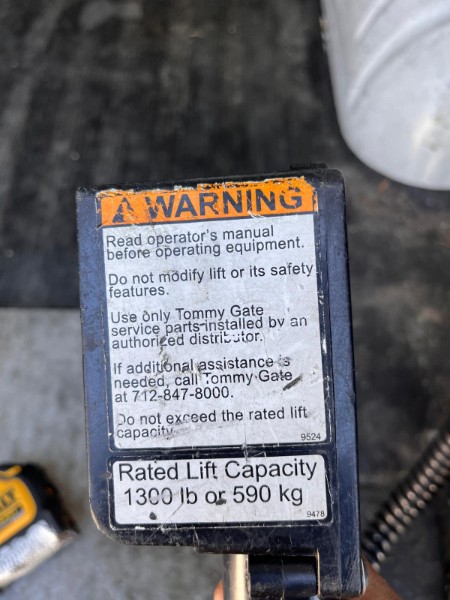 WARNING
Read operator's manual
before operating equipment.
Do not modify lift or its safety
features.
Use only Tommy Gate
service parts installed by an
authorized distributor.
If additional assistance is
needed, call Tommy Gate
at 712-847-8000.
Do not exceed the rated lift
capacity
9524
Rated Lift Capacity
1300 lb or 590 kg
9478